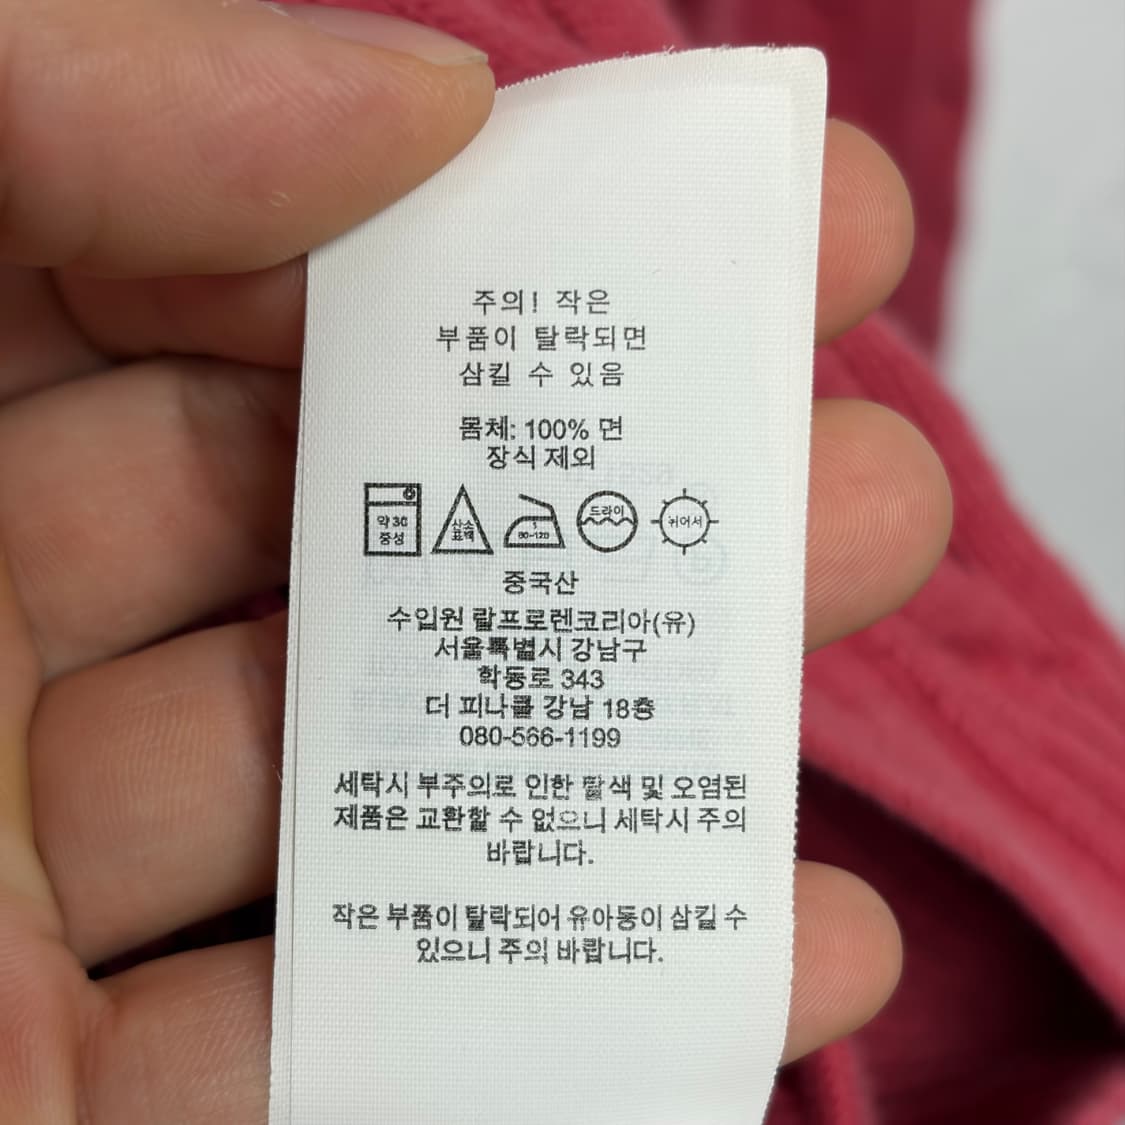 주의! 작은
부품이 탈락되면
삼킬 수 있음
몸체: 100% 면
장식 제외
약 30 중성
산소 표백
1 80-120
드라이
뉘어서
중국산
수입원 랄프로렌코리아(유)
서울특별시 강남구
학동로 343
더 피나클 강남 18층
080-566-1199
세탁시 부주의로 인한 탈색 및 오염된
제품은 교환할 수 없으니 세탁시 주의
바랍니다.
작은 부품이 탈락되어 유아동이 삼킬 수
있으니 주의 바랍니다.